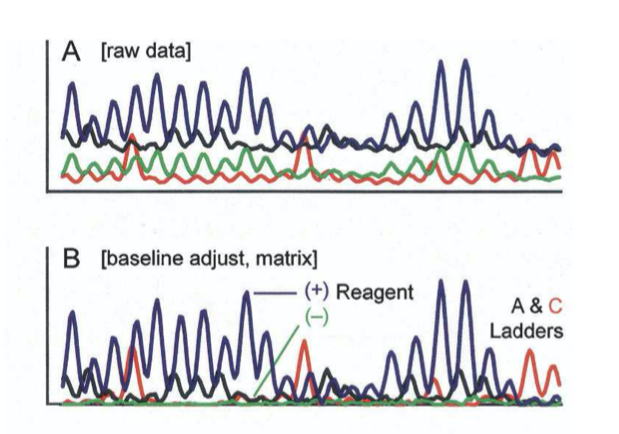 A [raw data]
B [baseline adjust, matrix]
(+) Reagent
(–)
A & C
Ladders